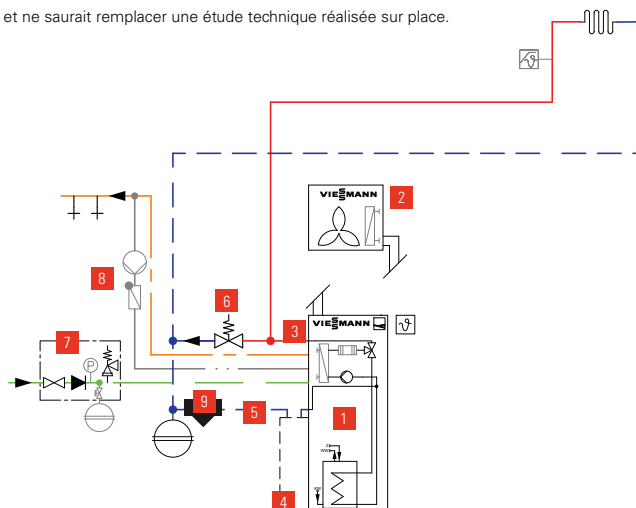 et ne saurait remplacer une étude technique réalisée sur place.
ϑ
VIESMANN
2
8
6
3
VIESMANN
ϑ
7
P
9
5
1
4